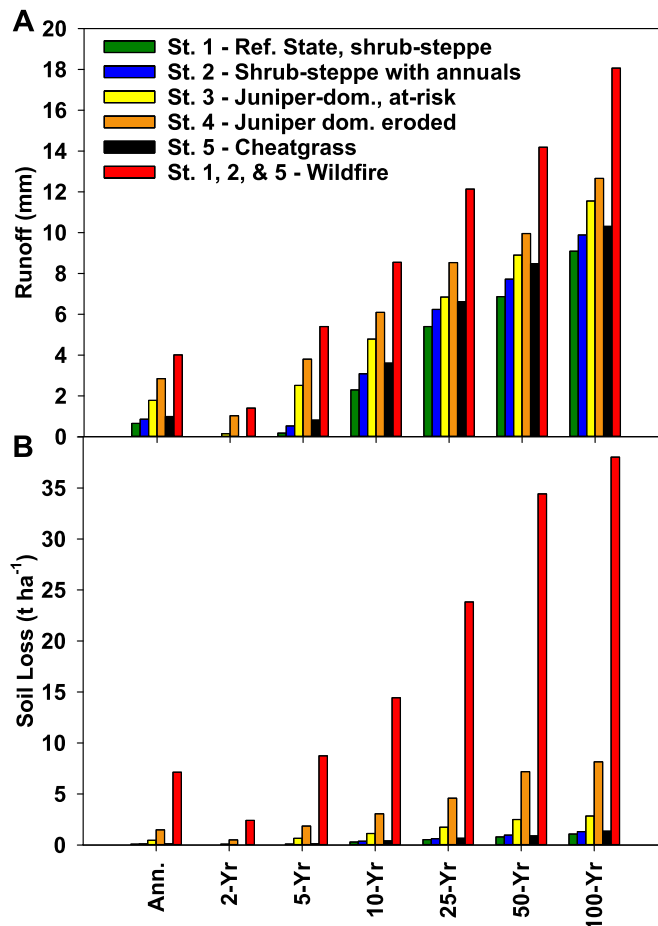 A
20
18
16
14
12
10
8
6
4
2
0
Runoff (mm)
St. 1 - Ref. State, shrub-steppe
St. 2 - Shrub-steppe with annuals
St. 3 - Juniper-dom., at-risk
St. 4 - Juniper dom. eroded
St. 5 - Cheatgrass
St. 1, 2, & 5 - Wildfire
B
35
30
25
20
15
10
5
0
Soil Loss (t ha⁻¹)
Ann.
2-Yr
5-Yr
10-Yr
25-Yr
50-Yr
100-Yr